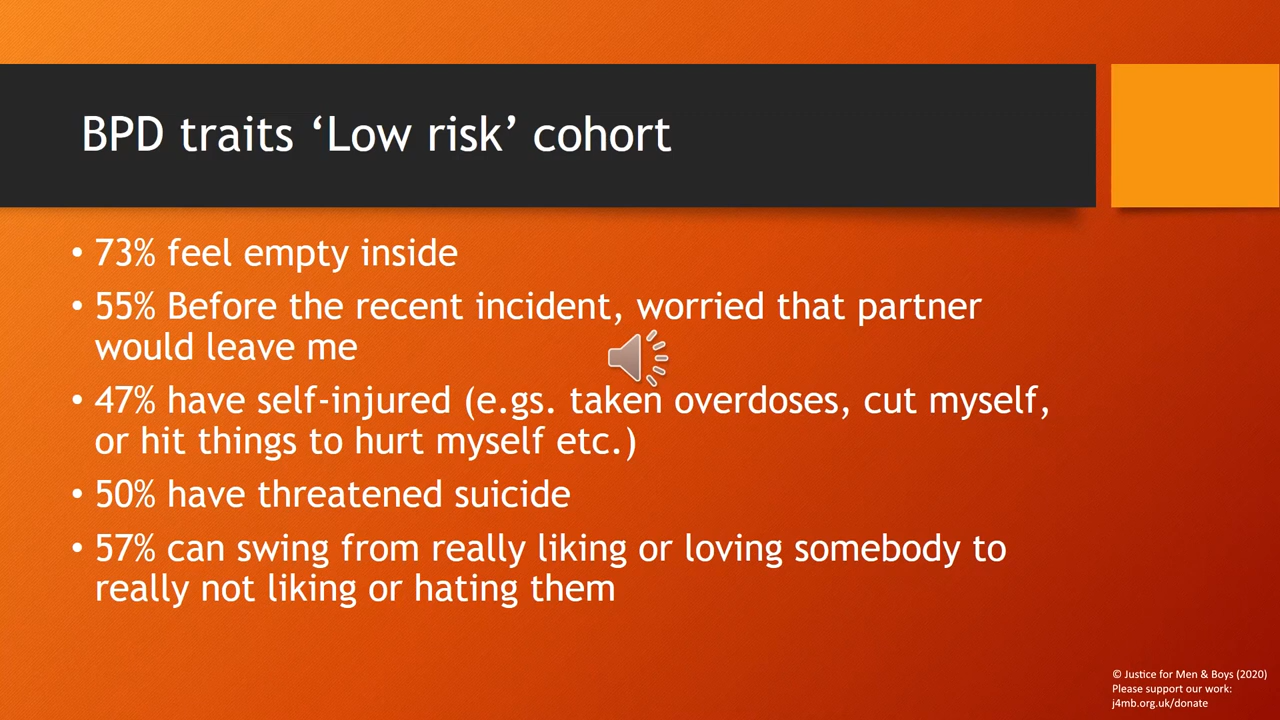 BPD traits ‘Low risk’ cohort
• 73% feel empty inside
• 55% Before the recent incident, worried that partner
would leave me
• 47% have self-injured (e.gs. taken overdoses, cut myself,
or hit things to hurt myself etc.)
• 50% have threatened suicide
• 57% can swing from really liking or loving somebody to
really not liking or hating them
© Justice for Men & Boys (2020)
Please support our work:
j4mb.org.uk/donate